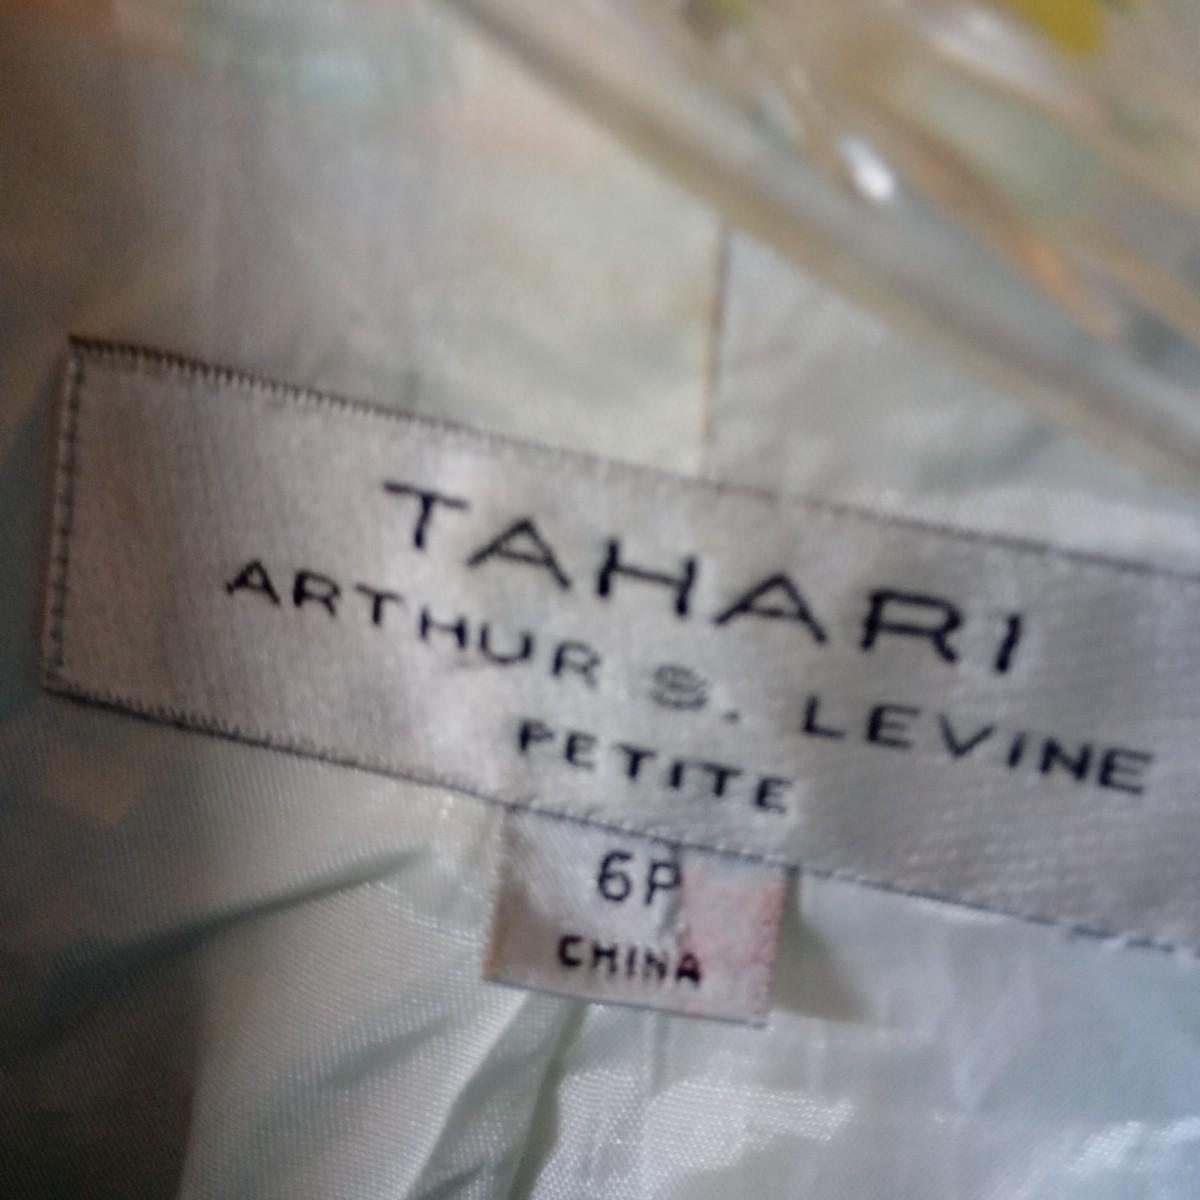 TAHARI
ARTHUR S. LEVINE
PETITE
6P
CHINA